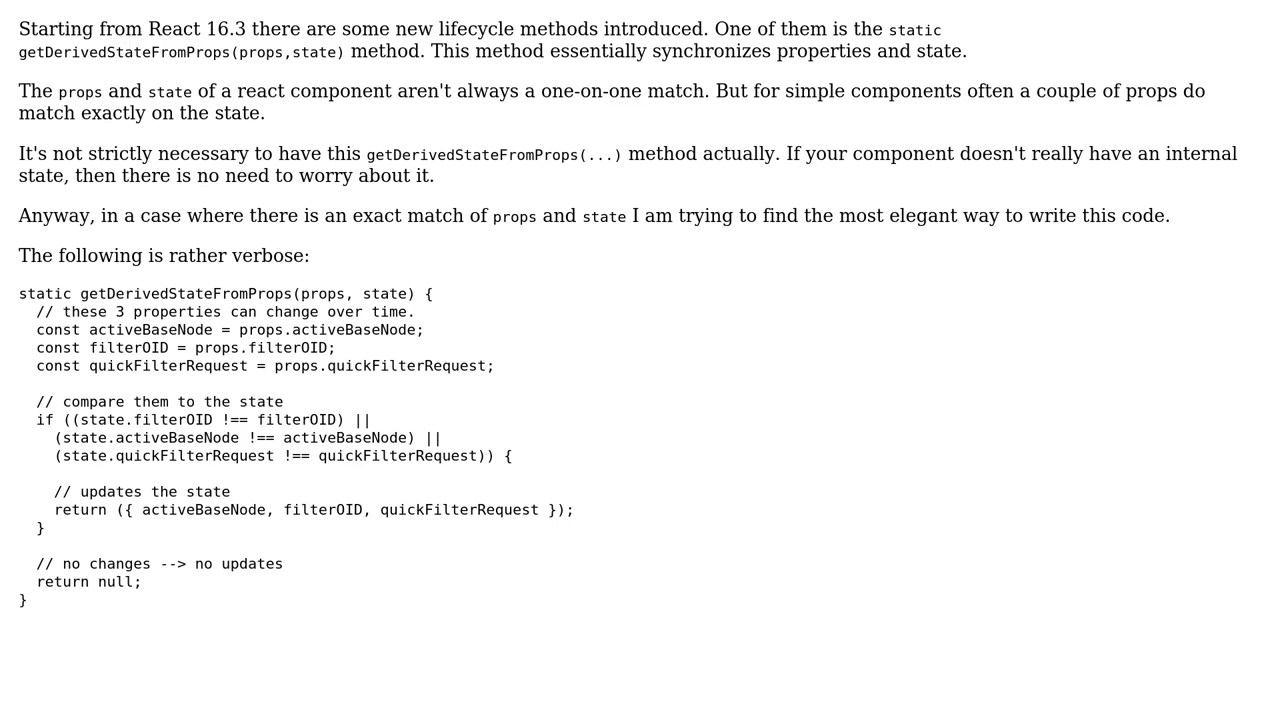 Starting from React 16.3 there are some new lifecycle methods introduced. One of them is the static
getDerivedStateFromProps(props,state) method. This method essentially synchronizes properties and state.
The props and state of a react component aren't always a one-on-one match. But for simple components often a couple of props do
match exactly on the state.
It's not strictly necessary to have this getDerivedStateFromProps(...) method actually. If your component doesn't really have an internal
state, then there is no need to worry about it.
Anyway, in a case where there is an exact match of props and state I am trying to find the most elegant way to write this code.
The following is rather verbose:
static getDerivedStateFromProps(props, state) {
  // these 3 properties can change over time.
  const activeBaseNode = props.activeBaseNode;
  const filterOID = props.filterOID;
  const quickFilterRequest = props.quickFilterRequest;
  // compare them to the state
  if ((state.filterOID !== filterOID) ||
    (state.activeBaseNode !== activeBaseNode) ||
    (state.quickFilterRequest !== quickFilterRequest)) {
    // updates the state
    return ({ activeBaseNode, filterOID, quickFilterRequest });
  }
  // no changes --> no updates
  return null;
}